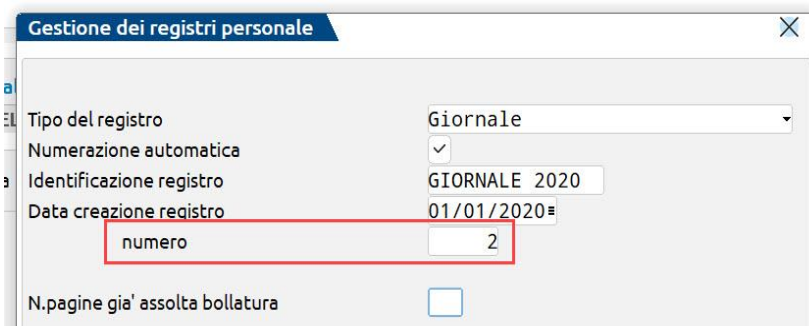 Gestione dei registri personale
Tipo del registro Giornale
Numerazione automatica
Identificazione registro GIORNALE 2020
Data creazione registro 01/01/2020
numero 2
N.pagine già' assolta bollatura